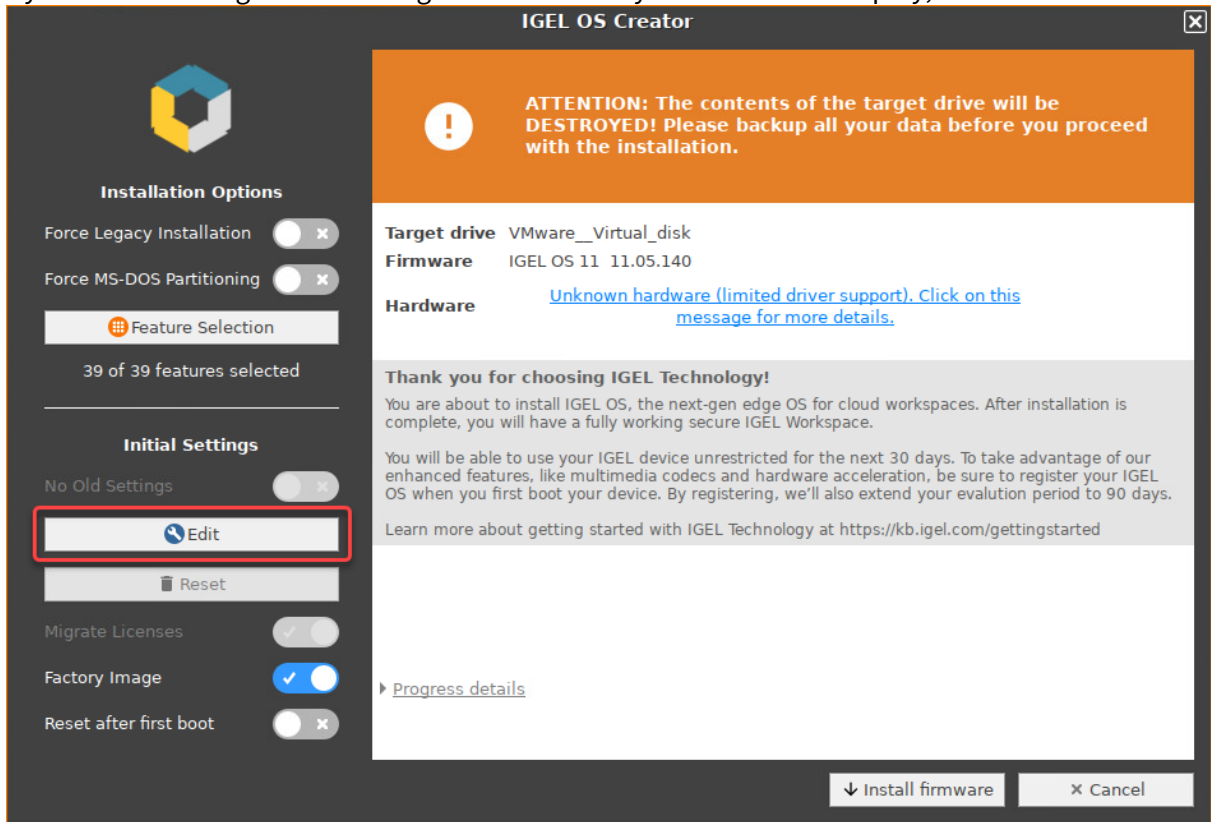 IGEL OS Creator
ATTENTION: The contents of the target drive will be
DESTROYED! Please backup all your data before you proceed
with the installation.
Installation Options
Force Legacy Installation
Force MS-DOS Partitioning
Feature Selection
39 of 39 features selected
Initial Settings
No Old Settings
Edit
Reset
Migrate Licenses
Factory Image
Reset after first boot
Target drive VMware__Virtual_disk
Firmware IGEL OS 11 11.05.140
Hardware Unknown hardware (limited driver support). Click on this
message for more details.
Thank you for choosing IGEL Technology!
You are about to install IGEL OS, the next-gen edge OS for cloud workspaces. After installation is
complete, you will have a fully working secure IGEL Workspace.
You will be able to use your IGEL device unrestricted for the next 30 days. To take advantage of our
enhanced features, like multimedia codecs and hardware acceleration, be sure to register your IGEL
OS when you first boot your device. By registering, we'll also extend your evalution period to 90 days.
Learn more about getting started with IGEL Technology at https://kb.igel.com/gettingstarted
Progress details
Install firmware
Cancel